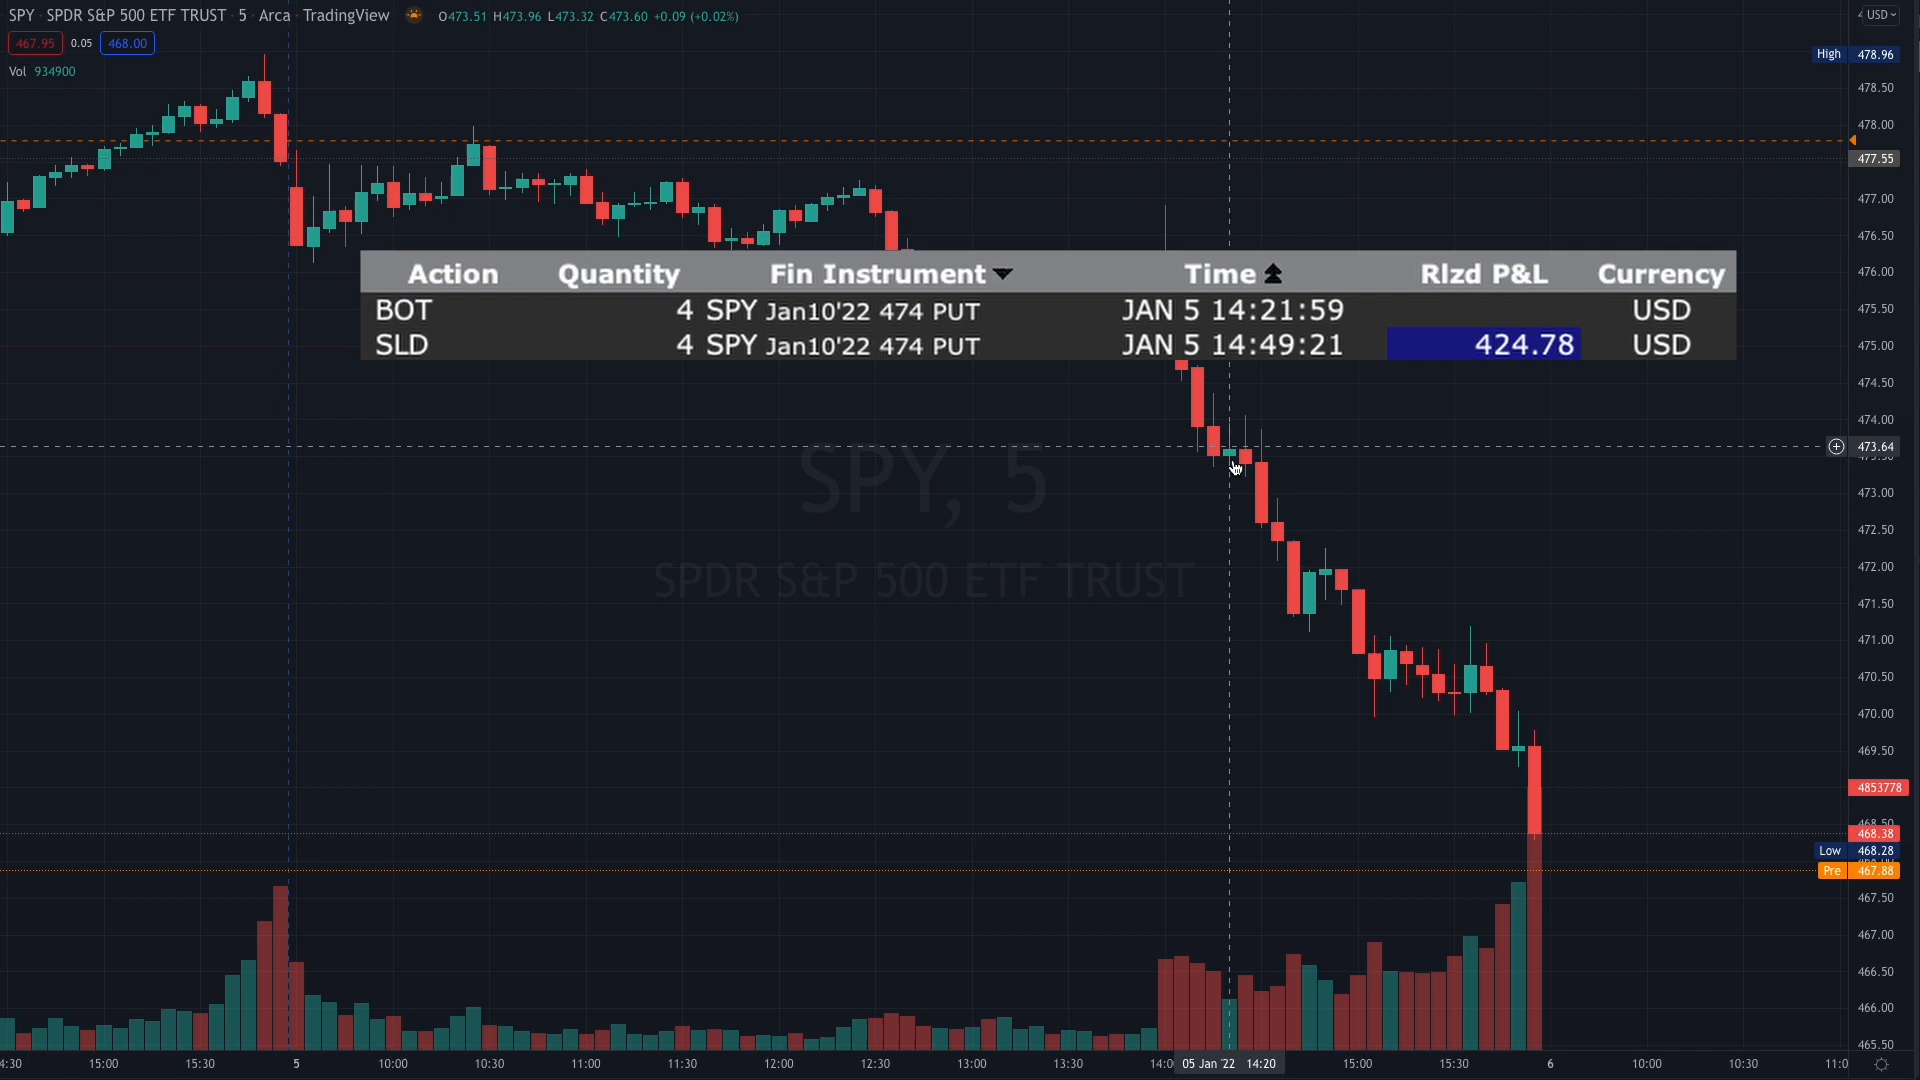 SPY · SPDR S&P 500 ETF TRUST · 5 · Arca · TradingView O473.51 H473.96 L473.32 C473.60 +0.09 (+0.02%)
USD
467.95 0.05 468.00
High 478.96
Vol 934900
478.50
478.00
477.55
477.00
476.50
476.00
475.50
475.00
474.50
474.00
473.64
473.00
472.50
472.00
471.50
471.00
470.50
470.00
469.50
4853778
468.50
468.38
Low 468.28
Pre 467.88
467.50
467.00
466.50
466.00
465.50
Action Quantity Fin Instrument Time Rlzd P&L Currency
BOT 4 SPY Jan10'22 474 PUT JAN 5 14:21:59 USD
SLD 4 SPY Jan10'22 474 PUT JAN 5 14:49:21 424.78 USD
SPY, 5
SPDR S&P 500 ETF TRUST
4:30 15:00 15:30 5 10:00 10:30 11:00 11:30 12:00 12:30 13:00 13:30 14:00 05 Jan '22 14:20 15:00 15:30 6 10:00 10:30 11:0